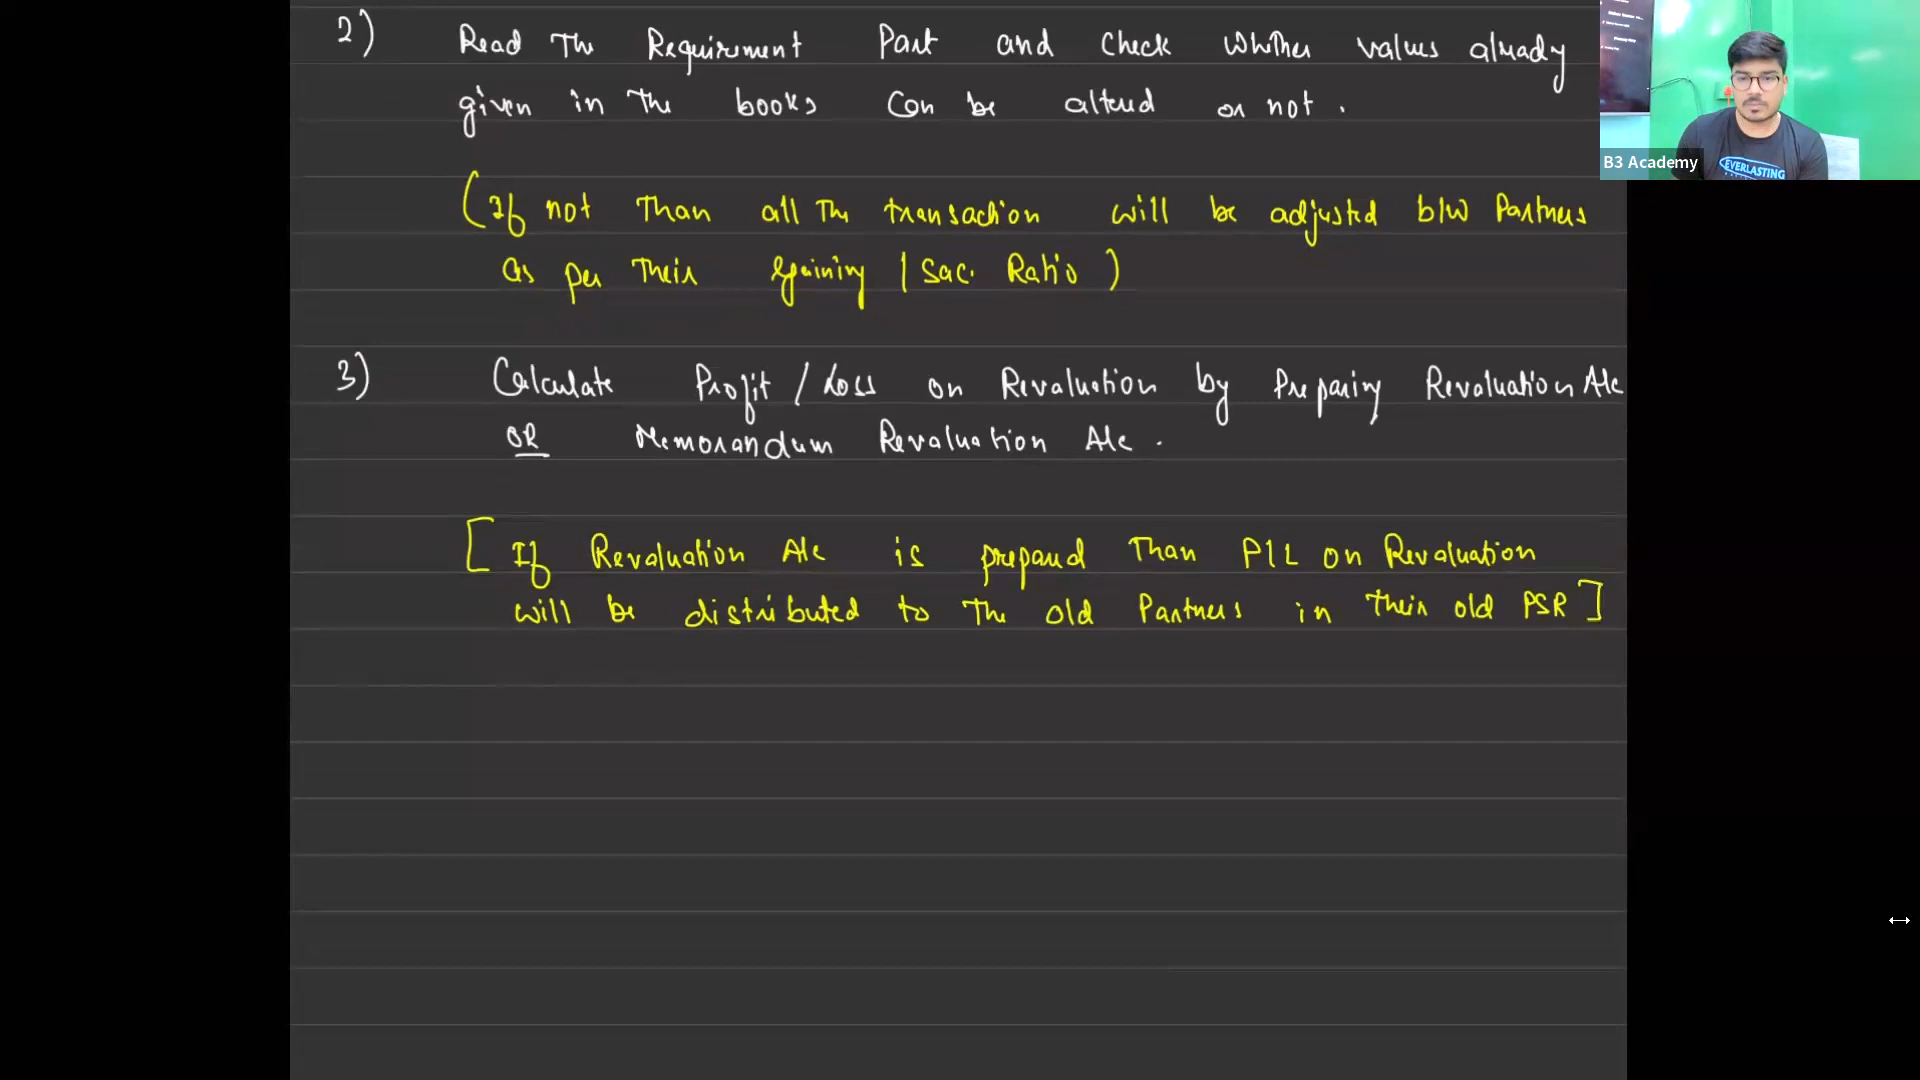 2) Read The Requirement Part and Check Whether values already
given in The books Can be altered or not.
(If not Than all The transaction will be adjusted b/w Partners
as per Their gaining / Sac. Ratio)
3) Calculate Profit / Loss on Revaluation by Preparing Revaluation A/c
OR Memorandum Revaluation A/c.
[If Revaluation A/c is prepared Than P/L on Revaluation
will be distributed to The old Partners in Their old PSR]
B3 Academy
EVERLASTING